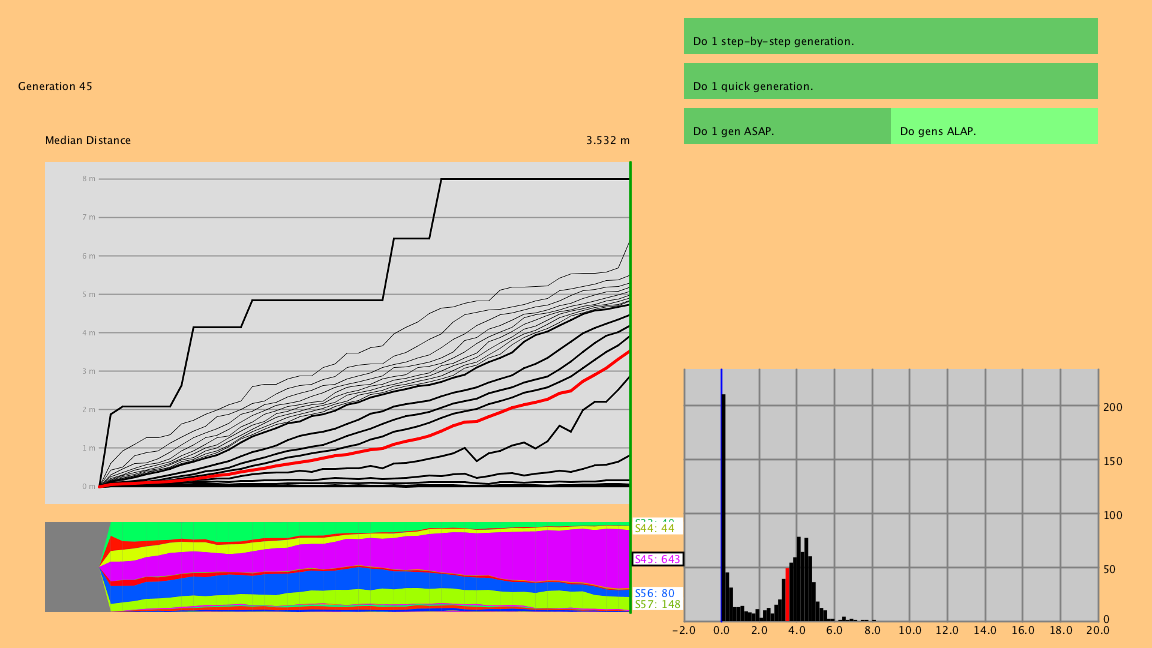 Do 1 step-by-step generation.
Generation 45
Do 1 quick generation.
Do 1 gen ASAP.
Do gens ALAP.
Median Distance
3.532 m
8 m
7 m
6 m
5 m
4 m
3 m
2 m
1 m
0 m
S44: 44
S45: 643
S56: 80
S57: 148
200
150
100
50
0
-2.0 0.0 2.0 4.0 6.0 8.0 10.0 12.0 14.0 16.0 18.0 20.0